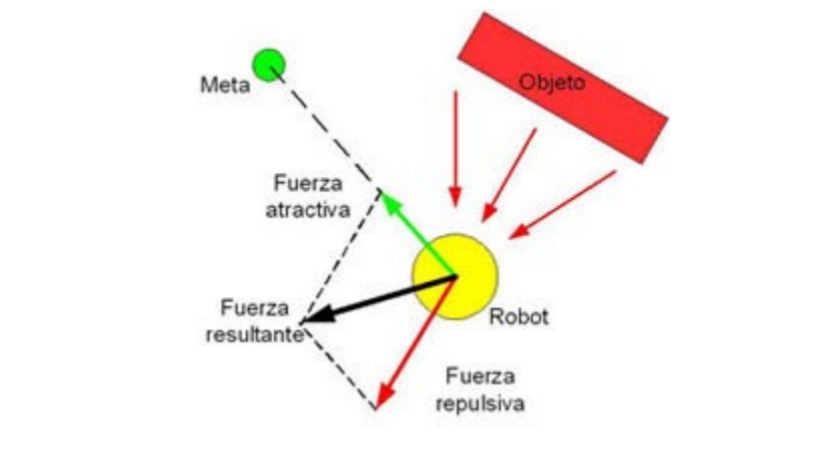 Objeto
Meta
Fuerza
atractiva
Fuerza
resultante
Robot
Fuerza
repulsiva